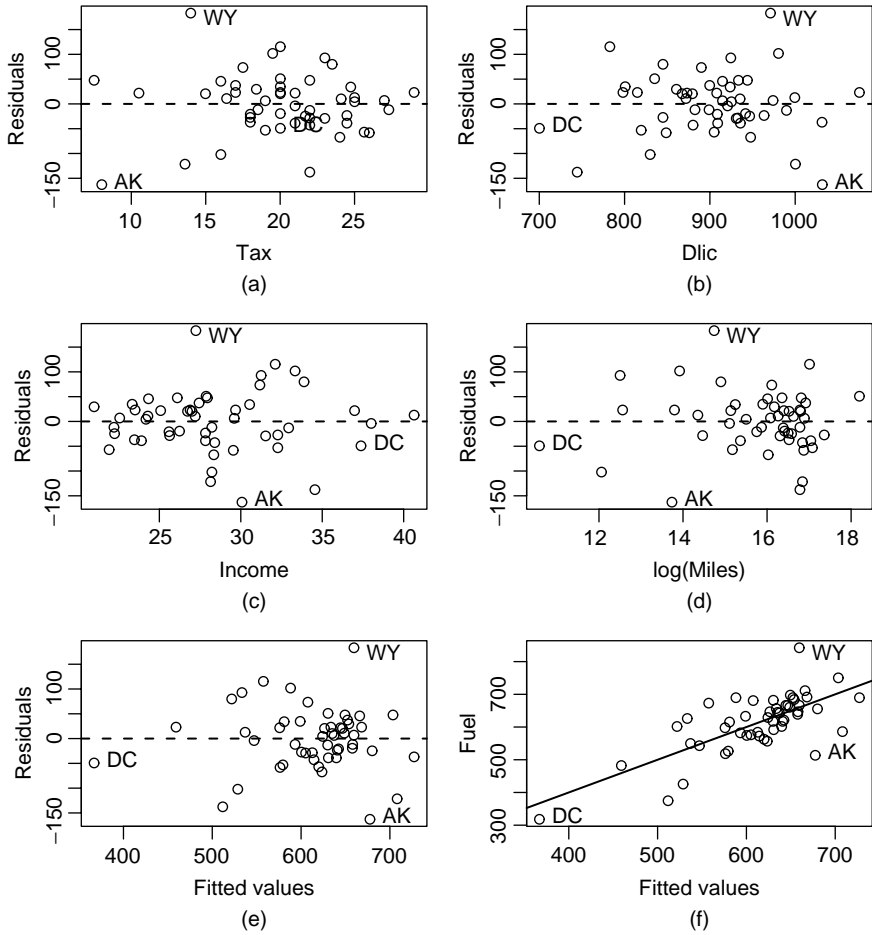 WY
DC
AK
Residuals
100
0
−150
10 15 20 25
Tax
(a)
WY
DC
AK
Residuals
100
0
−150
700 800 900 1000
Dlic
(b)
WY
DC
AK
Residuals
100
0
−150
25 30 35 40
Income
(c)
WY
DC
AK
Residuals
100
0
−150
12 14 16 18
log(Miles)
(d)
WY
DC
AK
Residuals
100
0
−150
400 500 600 700
Fitted values
(e)
WY
AK
DC
Fuel
700
500
300
400 500 600 700
Fitted values
(f)